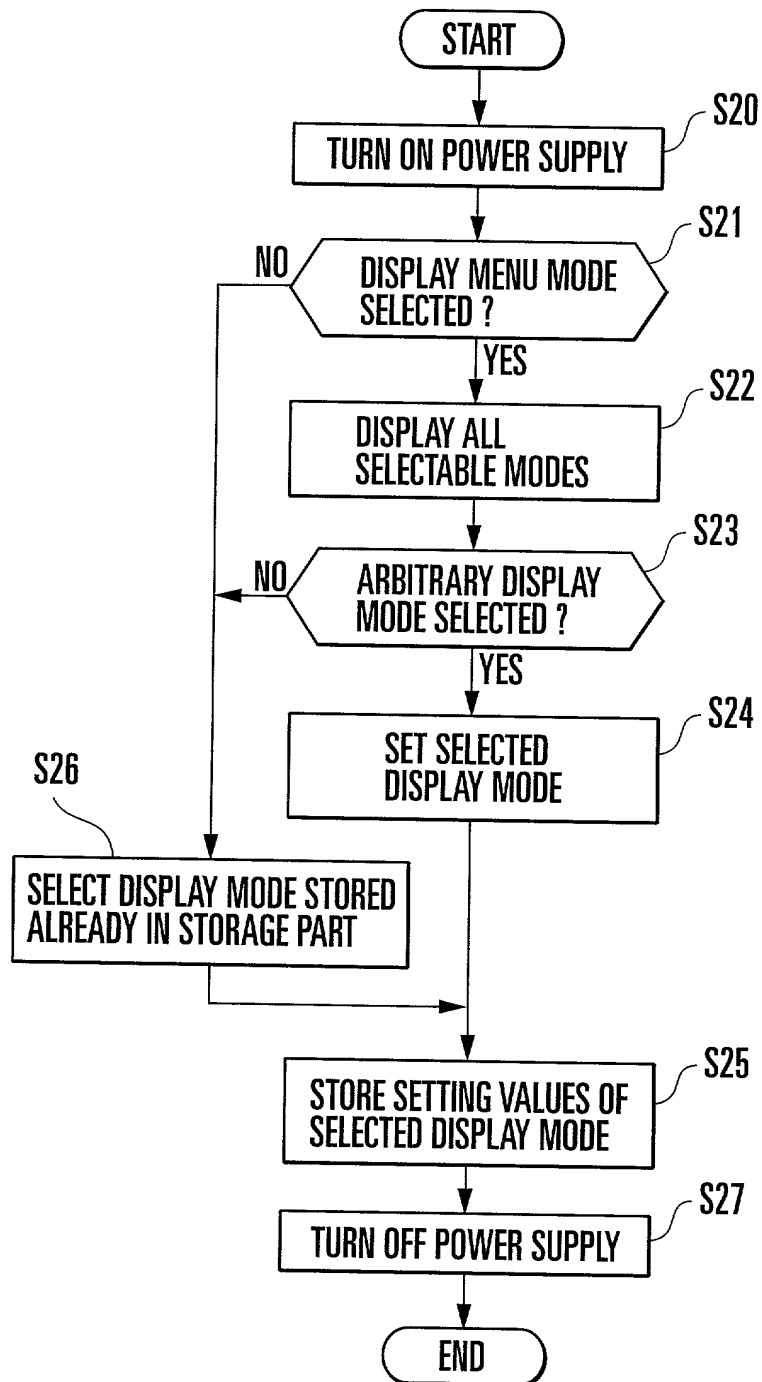 START
S20
TURN ON POWER SUPPLY
S21
NO
DISPLAY MENU MODE
SELECTED ?
YES
S22
DISPLAY ALL
SELECTABLE MODES
S23
NO
ARBITRARY DISPLAY
MODE SELECTED ?
YES
S24
SET SELECTED
DISPLAY MODE
S26
SELECT DISPLAY MODE STORED
ALREADY IN STORAGE PART
S25
STORE SETTING VALUES OF
SELECTED DISPLAY MODE
S27
TURN OFF POWER SUPPLY
END